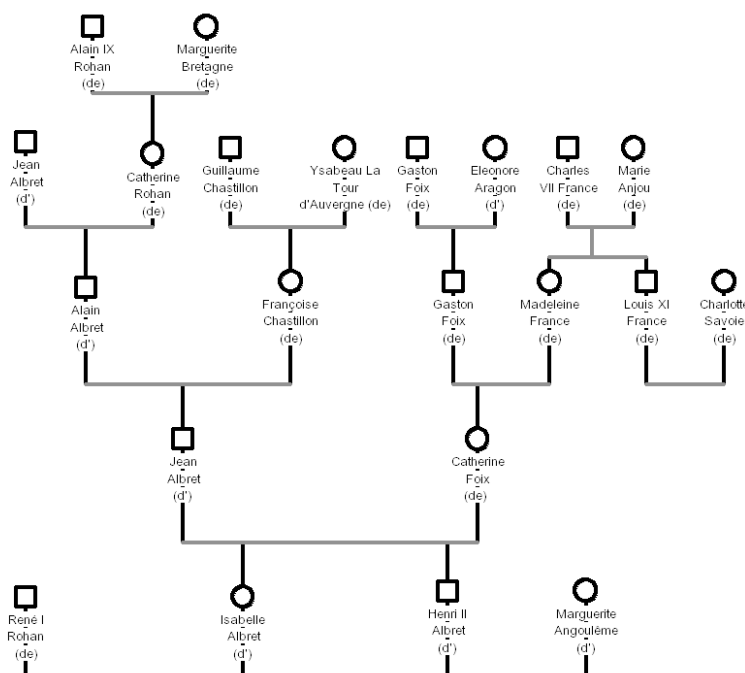 Alain IX
Rohan
(de)
Marguerite
Bretagne
(de)
Jean
Albret
(d')
Catherine
Rohan
(de)
Guillaume
Chastillon
(de)
Ysabeau La
Tour
d'Auvergne (de)
Gaston
Foix
(de)
Eleonore
Aragon
(d')
Charles
VII France
(de)
Marie
Anjou
(de)
Alain
Albret
(d')
Françoise
Chastillon
(de)
Gaston
Foix
(de)
Madeleine
France
(de)
Louis XI
France
(de)
Charlotte
Savoie
(de)
Jean
Albret
(d')
Catherine
Foix
(de)
René I
Rohan
(de)
Isabelle
Albret
(d')
Henri II
Albret
(d')
Marguerite
Angoulême
(d')